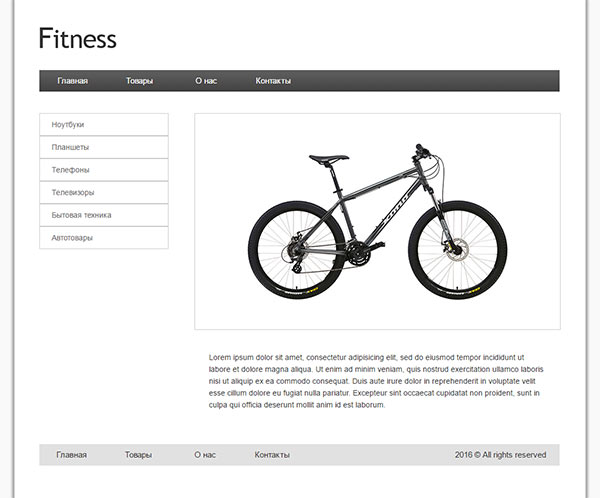 Fitness
Главная Товары О нас Контакты
Ноутбуки
Планшеты
Телефоны
Телевизоры
Бытовая техника
Автотовары
KONA
Lorem ipsum dolor sit amet, consectetur adipisicing elit, sed do eiusmod tempor incididunt ut
labore et dolore magna aliqua. Ut enim ad minim veniam, quis nostrud exercitation ullamco laboris
nisi ut aliquip ex ea commodo consequat. Duis aute irure dolor in reprehenderit in voluptate velit
esse cillum dolore eu fugiat nulla pariatur. Excepteur sint occaecat cupidatat non proident, sunt in
culpa qui officia deserunt mollit anim id est laborum.
Главная Товары О нас Контакты 2016 © All rights reserved